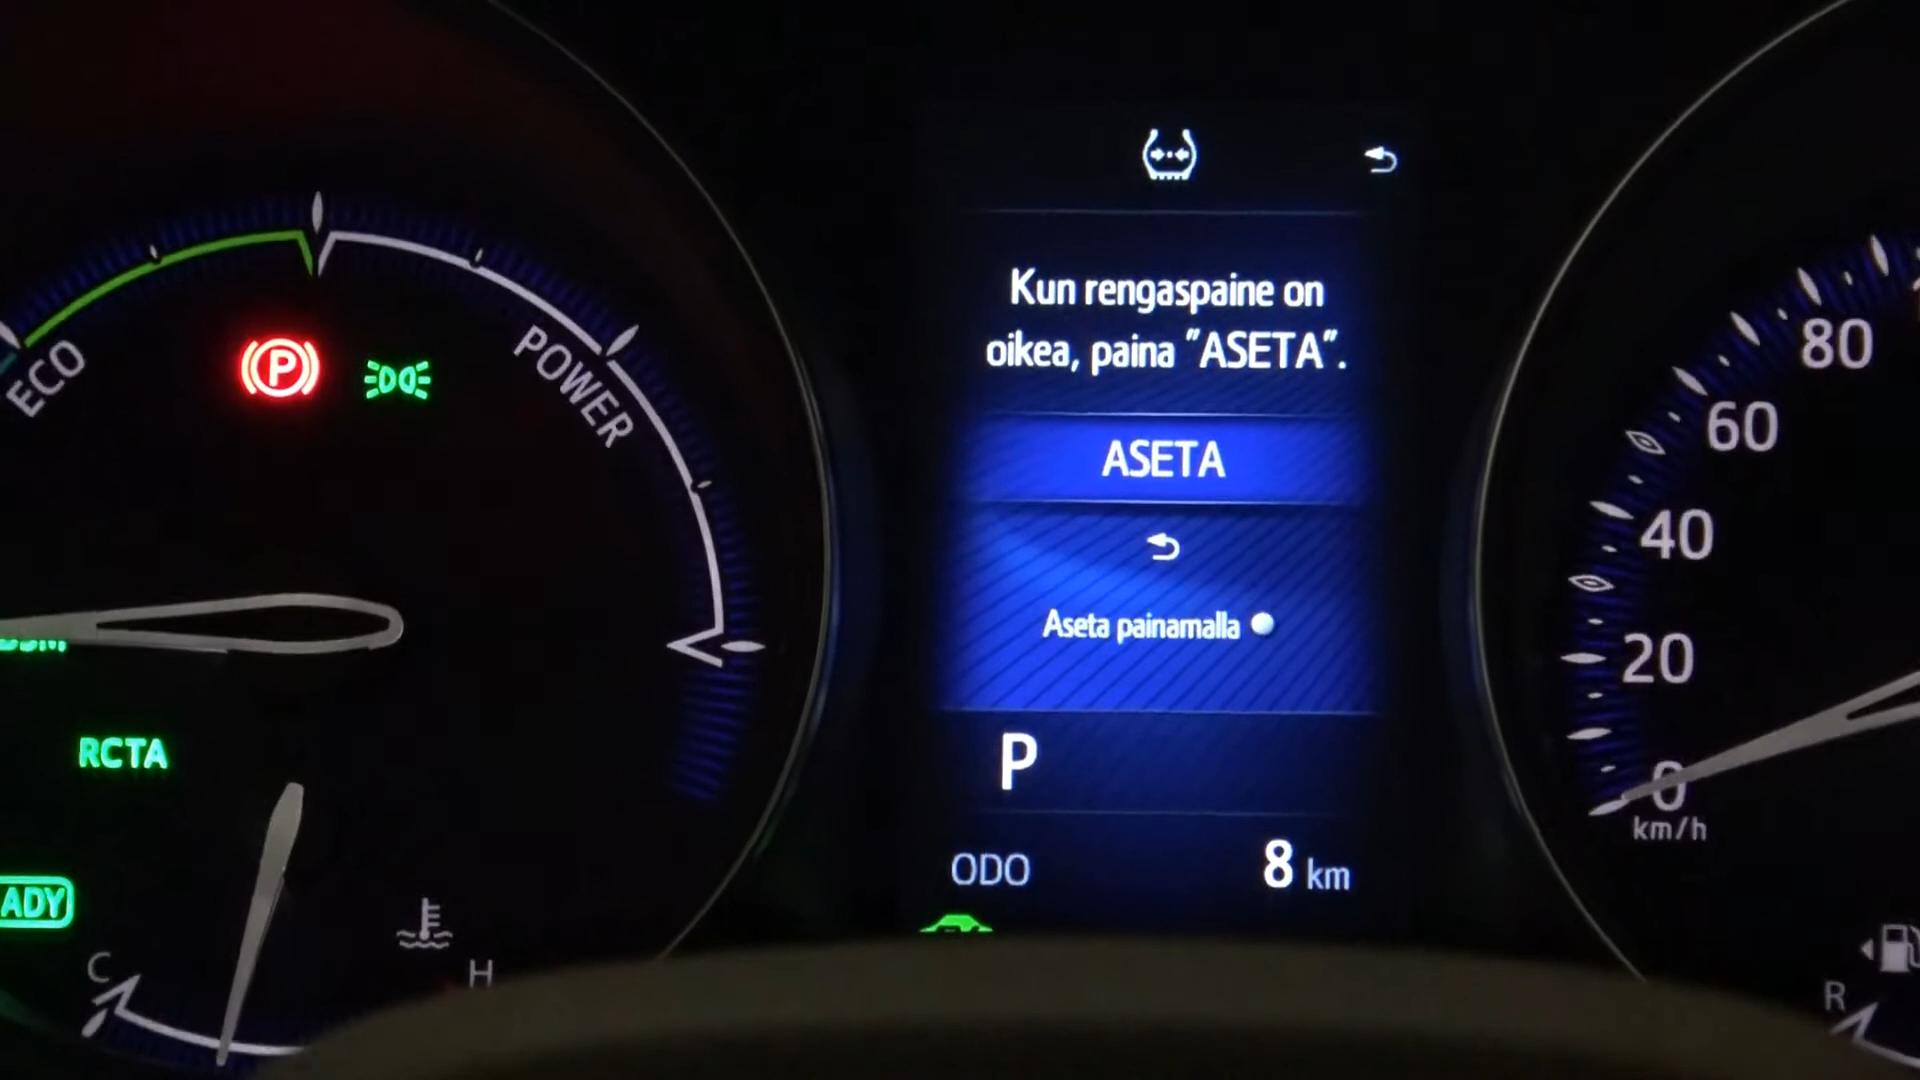 Kun rengaspaine on
oikea, paina "ASETA".
ASETA
Aseta painamalla
P
ODO 8 km
ECO
POWER
P
RCTA
ADY
C
H
80
60
40
20
0
km/h
R